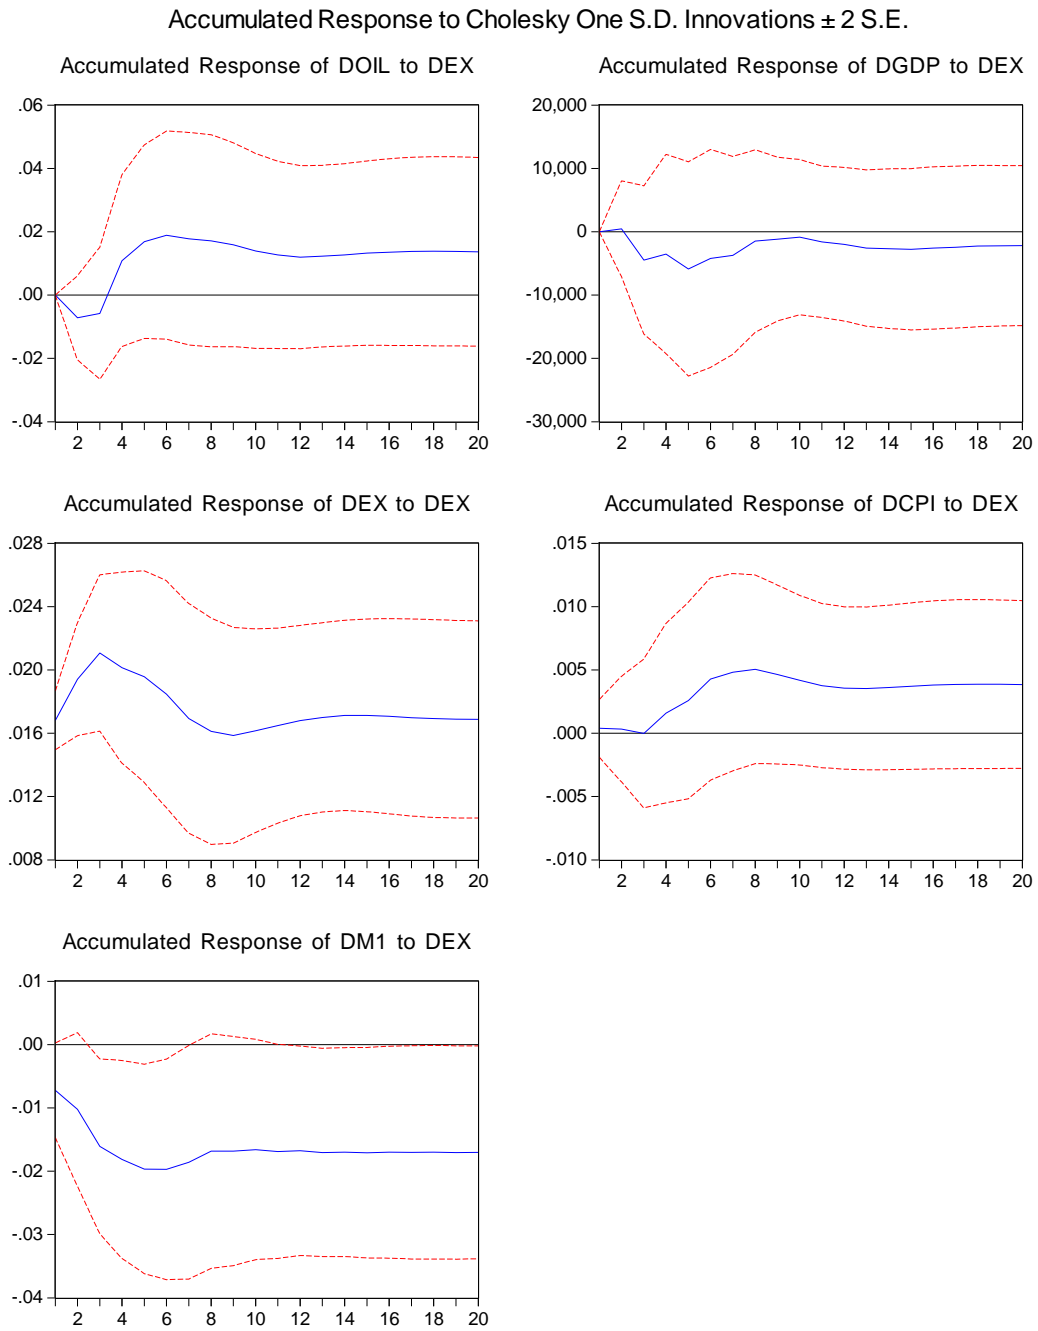 Accumulated Response to Cholesky One S.D. Innovations ± 2 S.E.
Accumulated Response of DOIL to DEX
.06
.04
.02
.00
-.02
-.04
2 4 6 8 10 12 14 16 18 20
Accumulated Response of DGDP to DEX
20,000
10,000
0
-10,000
-20,000
-30,000
2 4 6 8 10 12 14 16 18 20
Accumulated Response of DEX to DEX
.028
.024
.020
.016
.012
.008
2 4 6 8 10 12 14 16 18 20
Accumulated Response of DCPI to DEX
.015
.010
.005
.000
-.005
-.010
2 4 6 8 10 12 14 16 18 20
Accumulated Response of DM1 to DEX
.01
.00
-.01
-.02
-.03
-.04
2 4 6 8 10 12 14 16 18 20